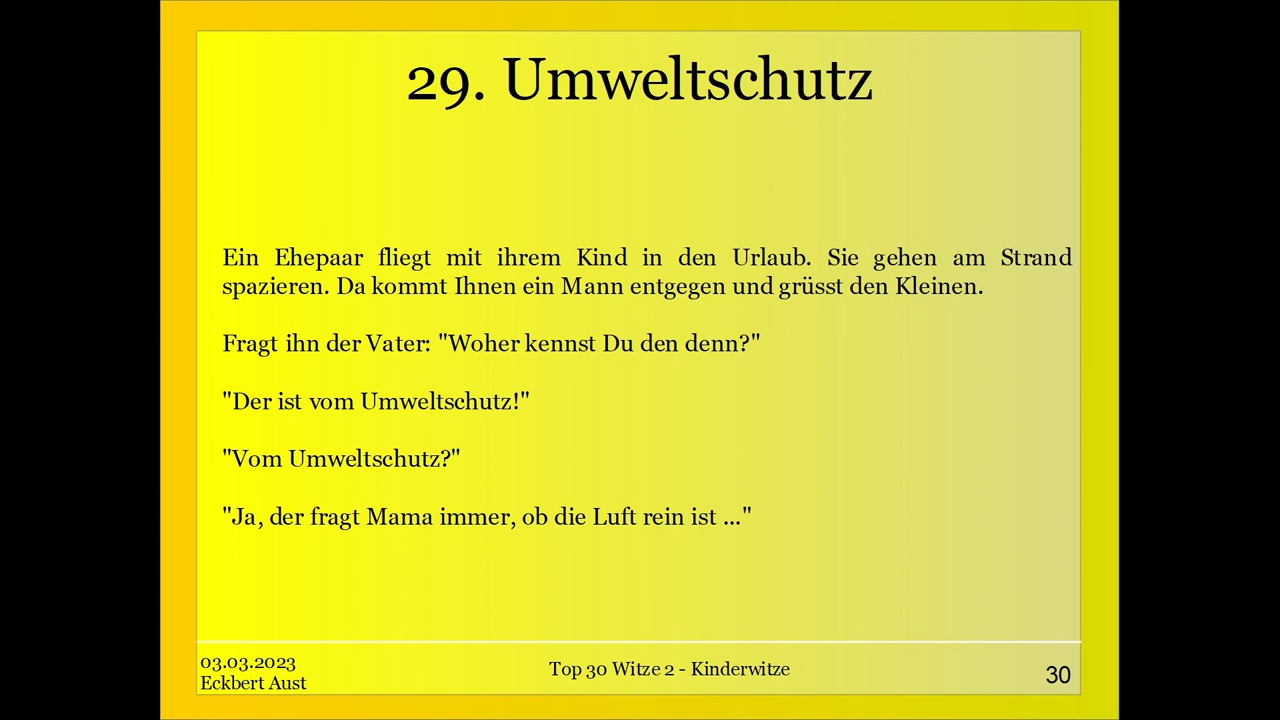 29. Umweltschutz
Ein Ehepaar fliegt mit ihrem Kind in den Urlaub. Sie gehen am Strand
spazieren. Da kommt Ihnen ein Mann entgegen und grüsst den Kleinen.
Fragt ihn der Vater: "Woher kennst Du den denn?"
"Der ist vom Umweltschutz!"
"Vom Umweltschutz?"
"Ja, der fragt Mama immer, ob die Luft rein ist ..."
03.03.2023
Eckbert Aust
Top 30 Witze 2 - Kinderwitze
30